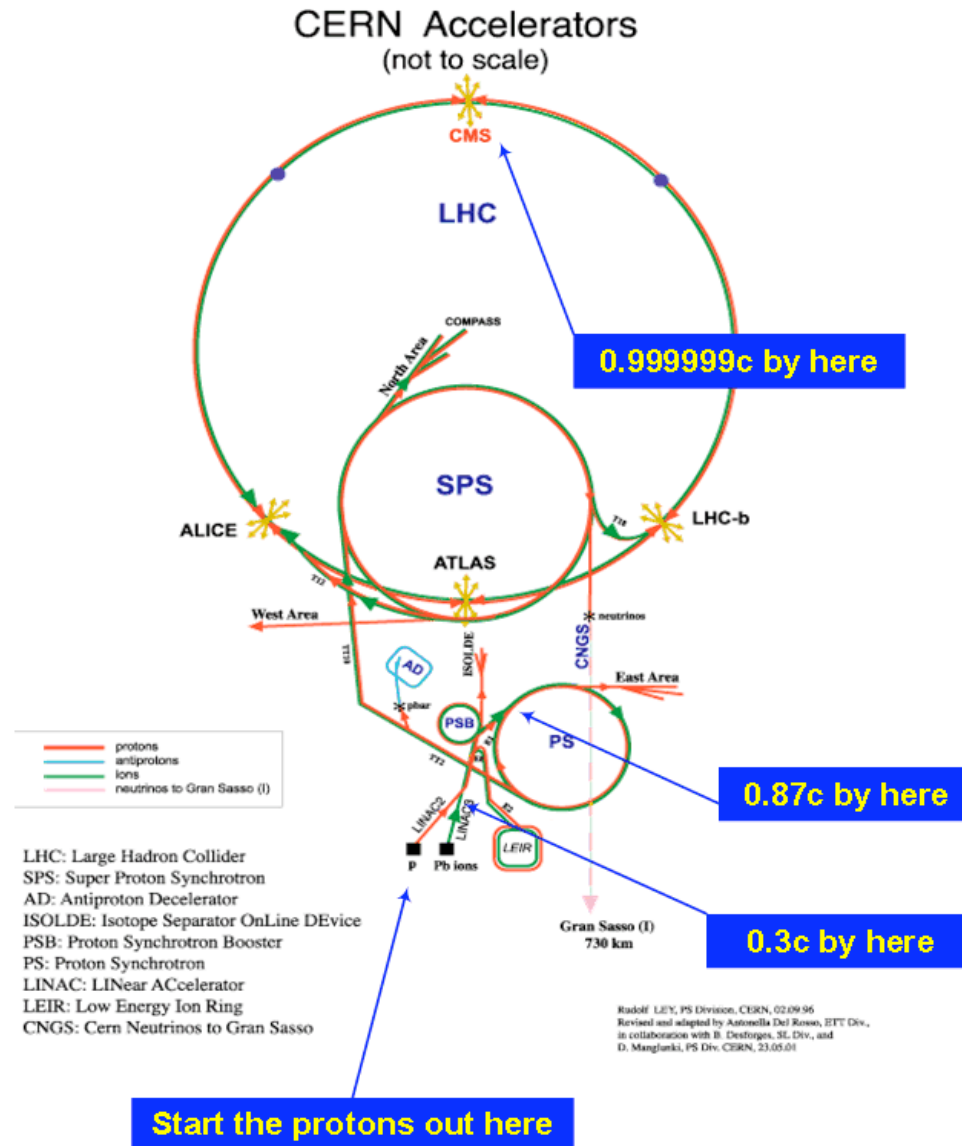 CERN Accelerators
(not to scale)
CMS
LHC
0.999999c by here
COMPASS
North Area
SPS
ALICE
LHC-b
TI8
ATLAS
TI2
West Area
neutrinos
CNGS
ISOLDE
TT10
AD
East Area
pbar
PSB
PS
protons
antiprotons
ions
neutrinos to Gran Sasso (I)
TT2
0.87c by here
LINAC2
LINAC3
E2
LEIR
p
Pb ions
LHC: Large Hadron Collider
SPS: Super Proton Synchrotron
AD: Antiproton Decelerator
ISOLDE: Isotope Separator OnLine DEvice
PSB: Proton Synchrotron Booster
PS: Proton Synchrotron
LINAC: LINear ACcelerator
LEIR: Low Energy Ion Ring
CNGS: Cern Neutrinos to Gran Sasso
Gran Sasso (I)
730 km
0.3c by here
Rudolf LEY, PS Division, CERN, 02.09.96
Revised and adapted by Antonella Del Rosso, ETT Div.,
in collaboration with B. Desforges, SL Div., and
D. Manglunki, PS Div. CERN, 23.05.01
Start the protons out here